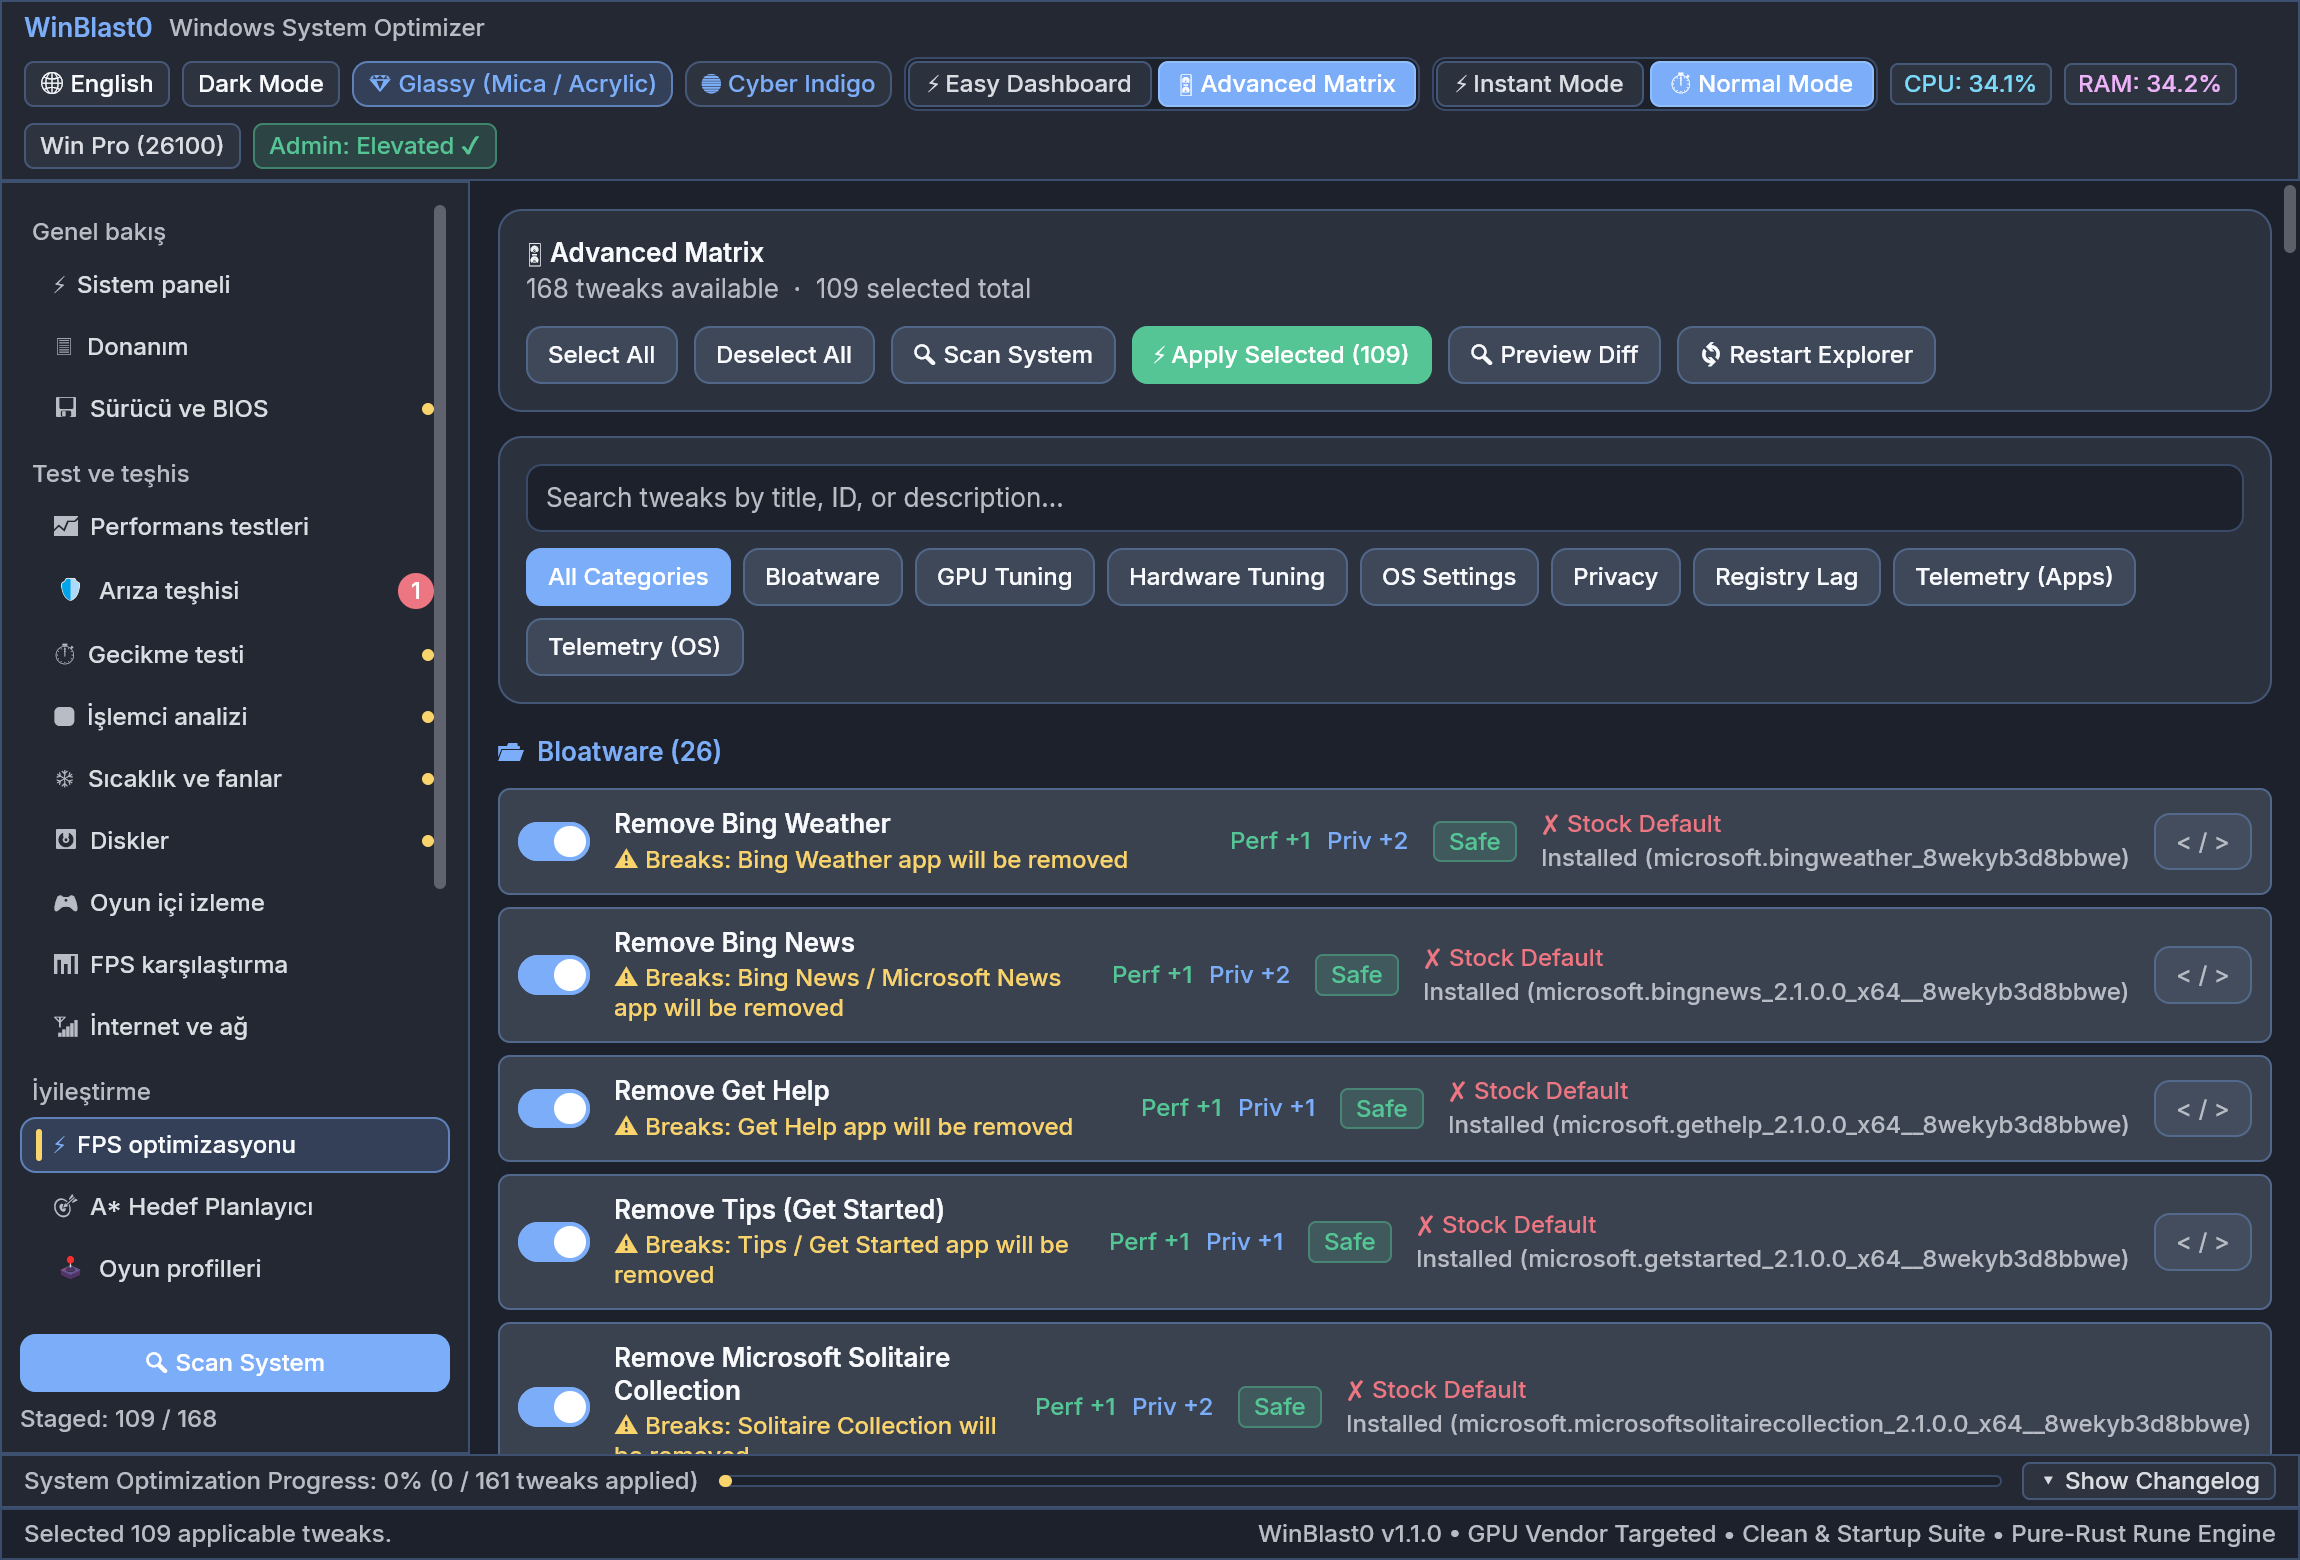 WinBlast0 Windows System Optimizer
English Dark Mode Glassy (Mica / Acrylic) Cyber Indigo ⚡Easy Dashboard Advanced Matrix ⚡Instant Mode Normal Mode CPU: 34.1% RAM: 34.2%
Win Pro (26100) Admin: Elevated ✓
Genel bakış
Sistem paneli
Donanım
Sürücü ve BIOS
Test ve teşhis
Performans testleri
Arıza teşhisi 1
Gecikme testi
İşlemci analizi
Sıcaklık ve fanlar
Diskler
Oyun içi izleme
FPS karşılaştırma
İnternet ve ağ
İyileştirme
FPS optimizasyonu
A* Hedef Planlayıcı
Oyun profilleri
Scan System
Staged: 109 / 168
Advanced Matrix
168 tweaks available · 109 selected total
Select All Deselect All Scan System ⚡Apply Selected (109) Preview Diff Restart Explorer
Search tweaks by title, ID, or description...
All Categories Bloatware GPU Tuning Hardware Tuning OS Settings Privacy Registry Lag Telemetry (Apps)
Telemetry (OS)
Bloatware (26)
Remove Bing Weather
⚠ Breaks: Bing Weather app will be removed
Perf +1 Priv +2 Safe
✗ Stock Default
Installed (microsoft.bingweather_8wekyb3d8bbwe)
< / >
Remove Bing News
⚠ Breaks: Bing News / Microsoft News
app will be removed
Perf +1 Priv +2 Safe
✗ Stock Default
Installed (microsoft.bingnews_2.1.0.0_x64__8wekyb3d8bbwe)
< / >
Remove Get Help
⚠ Breaks: Get Help app will be removed
Perf +1 Priv +1 Safe
✗ Stock Default
Installed (microsoft.gethelp_2.1.0.0_x64__8wekyb3d8bbwe)
< / >
Remove Tips (Get Started)
⚠ Breaks: Tips / Get Started app will be
removed
Perf +1 Priv +1 Safe
✗ Stock Default
Installed (microsoft.getstarted_2.1.0.0_x64__8wekyb3d8bbwe)
< / >
Remove Microsoft Solitaire
Collection
⚠ Breaks: Solitaire Collection will
be removed
Perf +1 Priv +2 Safe
✗ Stock Default
Installed (microsoft.microsoftsolitairecollection_2.1.0.0_x64__8wekyb3d8bbwe)
System Optimization Progress: 0% (0 / 161 tweaks applied) ▼ Show Changelog
Selected 109 applicable tweaks. WinBlast0 v1.1.0 • GPU Vendor Targeted • Clean & Startup Suite • Pure-Rust Rune Engine